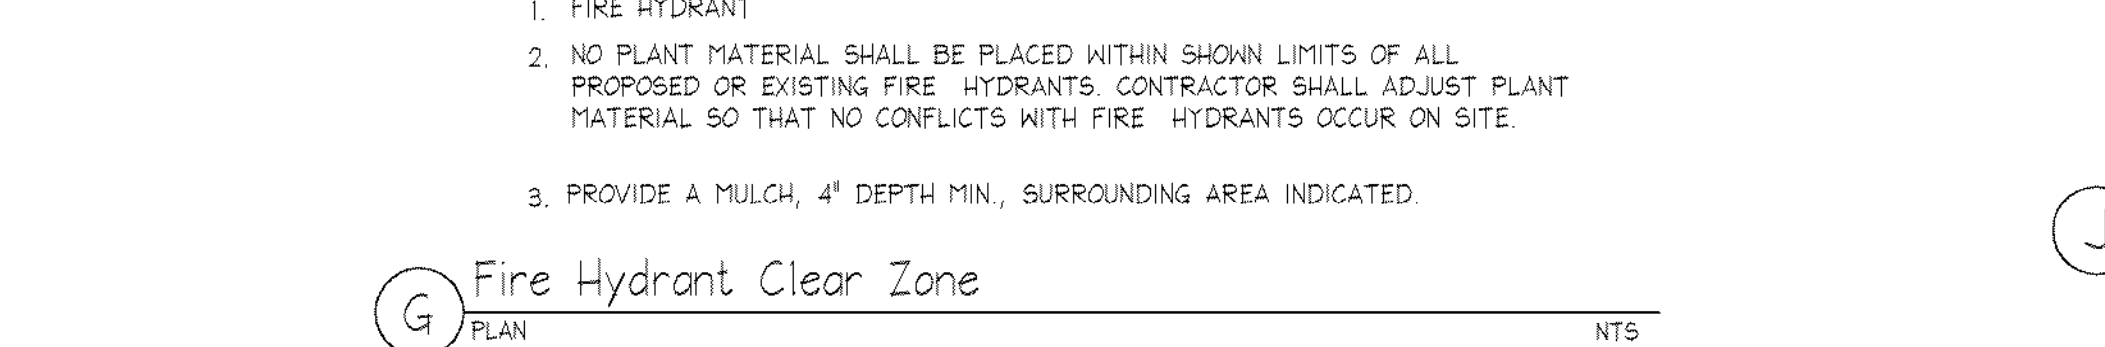 1. FIRE HYDRANT
2. NO PLANT MATERIAL SHALL BE PLACED WITHIN SHOWN LIMITS OF ALL
PROPOSED OR EXISTING FIRE HYDRANTS. CONTRACTOR SHALL ADJUST PLANT
MATERIAL SO THAT NO CONFLICTS WITH FIRE HYDRANTS OCCUR ON SITE.
3. PROVIDE A MULCH, 4" DEPTH MIN., SURROUNDING AREA INDICATED.
J
G Fire Hydrant Clear Zone
PLAN NTS